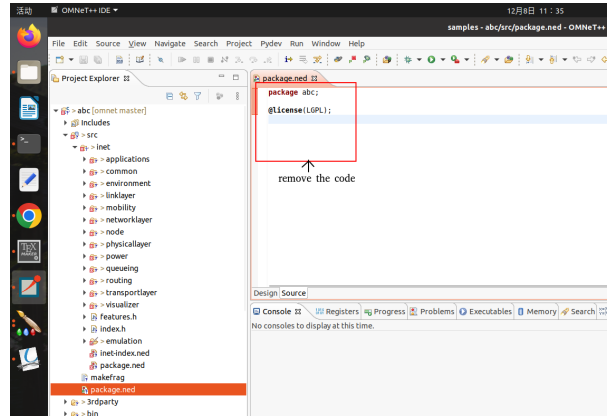 活动
OMNeT++ IDE
12月8日 11：35
samples - abc/src/package.ned - OMNeT++
File Edit Source View Navigate Search Project Pydev Run Window Help
Project Explorer
package.ned
> abc [omnet master]
Includes
> src
> inet
> applications
> common
> environment
> linklayer
> mobility
> networklayer
> node
> physicallayer
> power
> queueing
> routing
> transportlayer
> visualizer
features.h
index.h
> emulation
inet-index.ned
package.ned
makefrag
package.ned
> 3rdparty
> bin
package abc;
@license(LGPL);
remove the code
Design Source
Console Registers Progress Problems Executables Memory Search
No consoles to display at this time.
TEX
MAKER